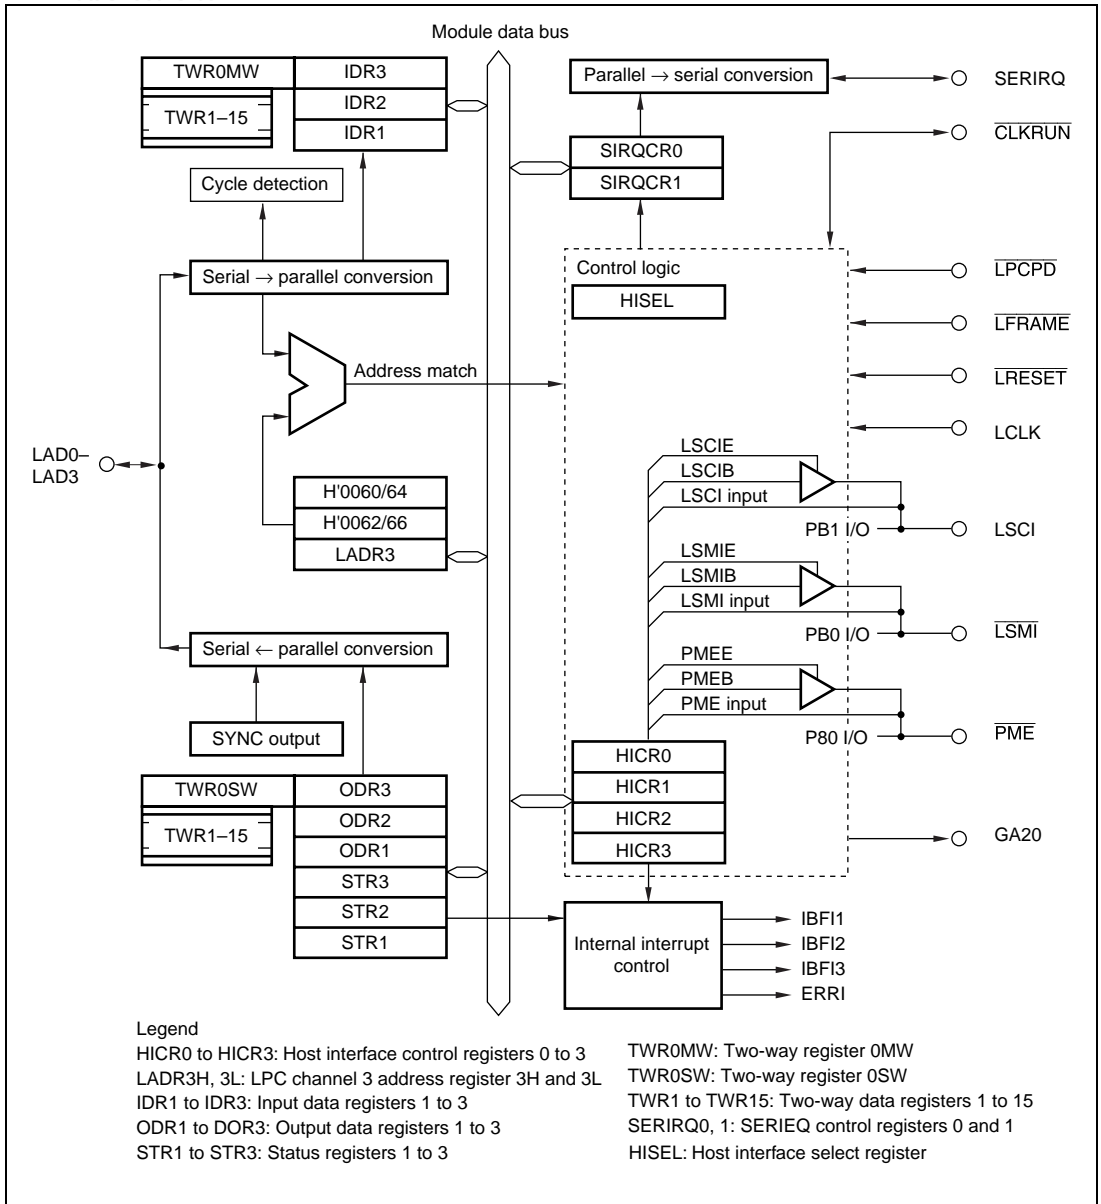 Module data bus
TWR0MW
IDR3
TWR1–15
IDR2
IDR1
Cycle detection
Serial → parallel conversion
Address match
LAD0–
LAD3
H'0060/64
H'0062/66
LADR3
Serial ← parallel conversion
SYNC output
TWR0SW
ODR3
TWR1–15
ODR2
ODR1
STR3
STR2
STR1
Parallel → serial conversion
SERIRQ
CLKRUN
SIRQCR0
SIRQCR1
Control logic
HISEL
LPCPD
LFRAME
LRESET
LCLK
LSCIE
LSCIB
LSCI input
PB1 I/O
LSCI
LSMIE
LSMIB
LSMI input
PB0 I/O
LSMI
PMEE
PMEB
PME input
P80 I/O
PME
HICR0
HICR1
HICR2
HICR3
GA20
Internal interrupt
control
IBFI1
IBFI2
IBFI3
ERRI
Legend
HICR0 to HICR3: Host interface control registers 0 to 3
LADR3H, 3L: LPC channel 3 address register 3H and 3L
IDR1 to IDR3: Input data registers 1 to 3
ODR1 to DOR3: Output data registers 1 to 3
STR1 to STR3: Status registers 1 to 3
TWR0MW: Two-way register 0MW
TWR0SW: Two-way register 0SW
TWR1 to TWR15: Two-way data registers 1 to 15
SERIRQ0, 1: SERIEQ control registers 0 and 1
HISEL: Host interface select register